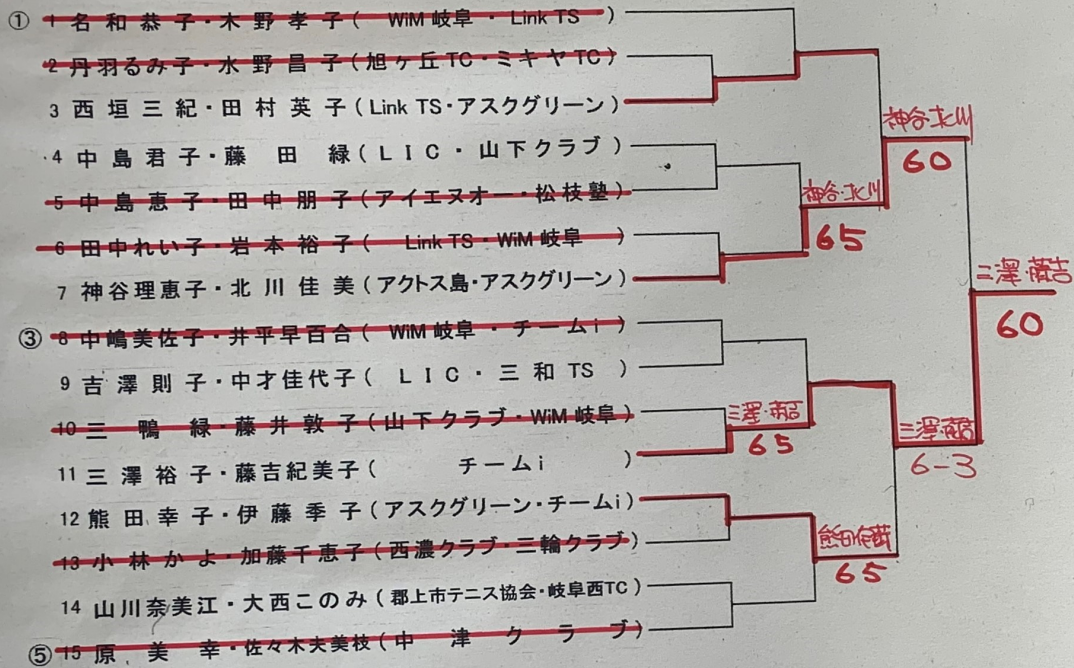 ① 1 名和恭子・木野孝子( WiM岐阜・Link TS )
2 丹羽るみ子・水野昌子(旭ヶ丘TC・ミキヤTC)
3 西垣三紀・田村英子(Link TS・アスクグリーン)
神谷・北川
60
4 中島君子・藤田緑(LIC・山下クラブ)
5 中島恵子・田中朋子(アイエヌオー・松枝塾)
神谷・北川
65
6 田中れい子・岩本裕子( Link TS・WiM岐阜 )
7 神谷理恵子・北川佳美(アクトス島・アスクグリーン)
三澤・藤吉
60
③ 8 中嶋美佐子・井平早百合( WiM岐阜・チームi )
9 吉澤則子・中才佳代子( LIC・三和TS )
10 三鴨緑・藤井敦子(山下クラブ・WiM岐阜)
三澤・藤吉
65
三澤・藤吉
6-3
11 三澤裕子・藤吉紀美子( チームi )
12 熊田幸子・伊藤季子(アスクグリーン・チームi)
熊田・伊藤
65
13 小林かよ・加藤千恵子(西濃クラブ・三輪クラブ)
14 山川奈美江・大西このみ(郡上市テニス協会・岐阜西TC)
⑤ 15 原美幸・佐々木夫美枝(中津クラブ)